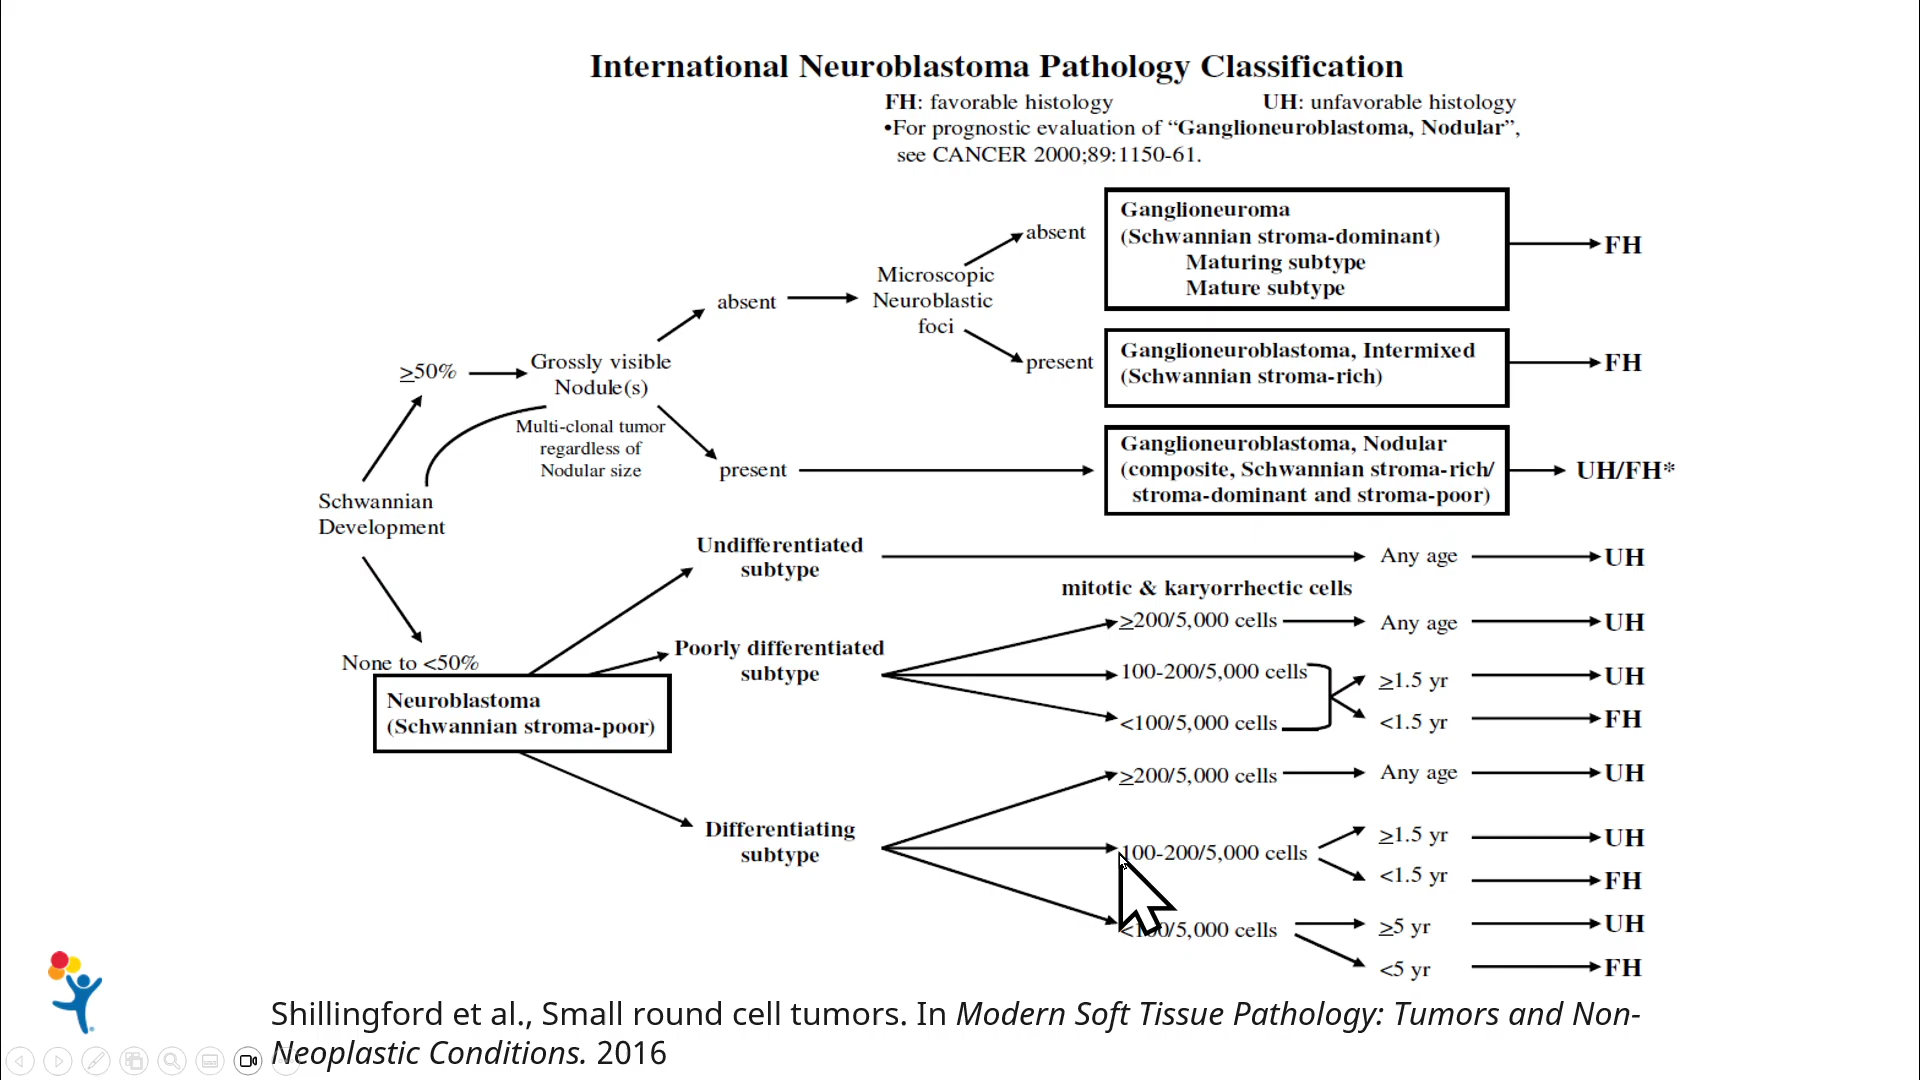 International Neuroblastoma Pathology Classification
FH: favorable histology UH: unfavorable histology
•For prognostic evaluation of “Ganglioneuroblastoma, Nodular”,
see CANCER 2000;89:1150-61.
Ganglioneuroma
(Schwannian stroma-dominant)
Maturing subtype
Mature subtype
FH
absent
Microscopic
Neuroblastic
foci
absent
present
Ganglioneuroblastoma, Intermixed
(Schwannian stroma-rich)
FH
≥50%
Grossly visible
Nodule(s)
Multi-clonal tumor
regardless of
Nodular size
present
Ganglioneuroblastoma, Nodular
(composite, Schwannian stroma-rich/
stroma-dominant and stroma-poor)
UH/FH*
Schwannian
Development
Undifferentiated
subtype
Any age
UH
mitotic & karyorrhectic cells
None to <50%
Neuroblastoma
(Schwannian stroma-poor)
Poorly differentiated
subtype
≥200/5,000 cells Any age UH
100-200/5,000 cells ≥1.5 yr UH
<100/5,000 cells <1.5 yr FH
Differentiating
subtype
≥200/5,000 cells Any age UH
100-200/5,000 cells ≥1.5 yr UH
<1.5 yr FH
<100/5,000 cells ≥5 yr UH
<5 yr FH
Shillingford et al., Small round cell tumors. In Modern Soft Tissue Pathology: Tumors and Non-
Neoplastic Conditions. 2016